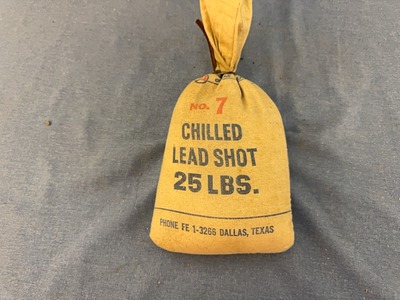 NO. 7
CHILLED
LEAD SHOT
25 LBS.
PHONE FE 1-3266 DALLAS, TEXAS